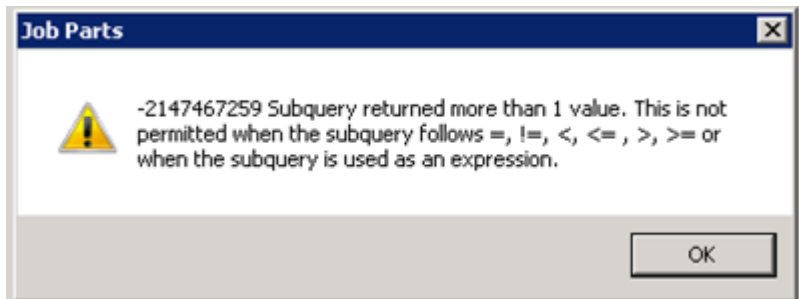 Job Parts
-2147467259 Subquery returned more than 1 value. This is not
permitted when the subquery follows =, !=, <, <= , >, >= or
when the subquery is used as an expression.
OK